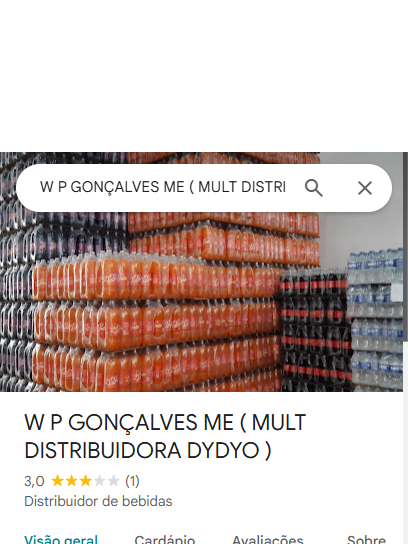 W P GONÇALVES ME ( MULT DISTRI
W P GONÇALVES ME ( MULT
DISTRIBUIDORA DYDYO )
3,0 (1)
Distribuidor de bebidas
Visão geral Cardápio Avaliações Sobre